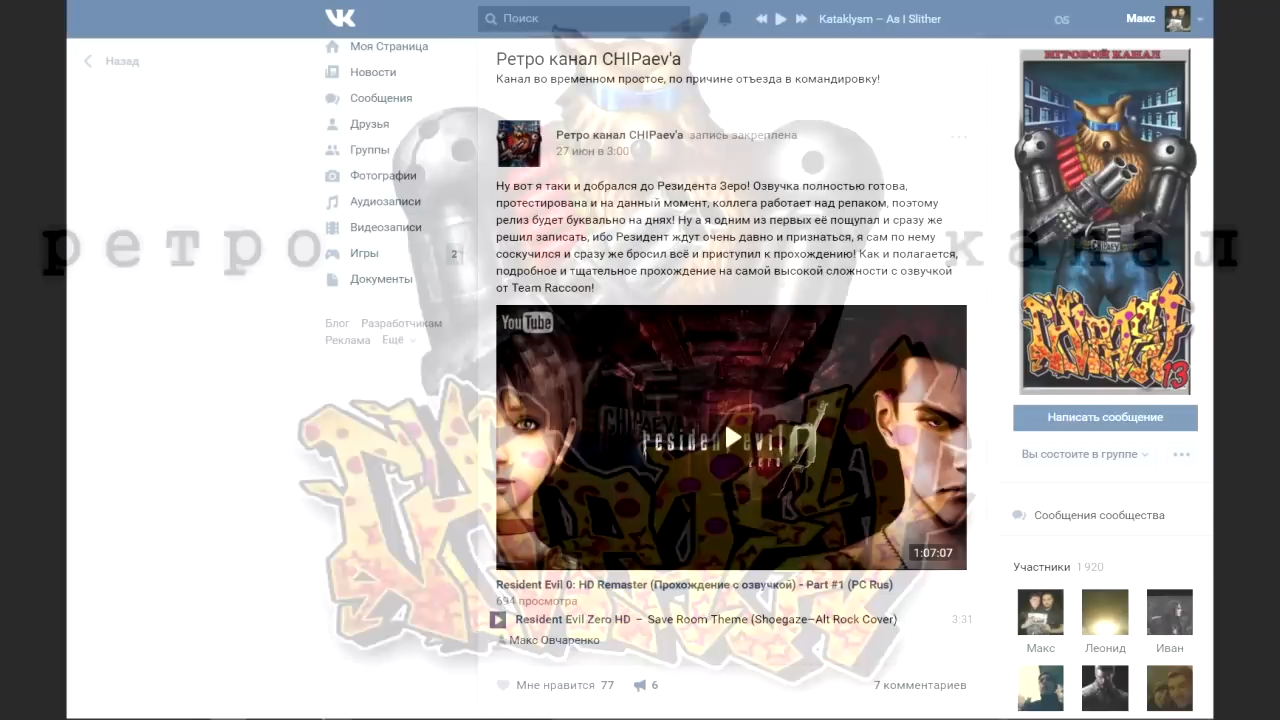 Поиск
Kataklysm – As I Slither
Макс
Назад
Моя Страница
Новости
Сообщения
Друзья
Группы
Фотографии
Аудиозаписи
Видеозаписи
Игры 2
Документы
Блог Разработчикам
Реклама Ещё
Ретро канал CHIPaev'a
Канал во временном простое, по причине отъезда в командировку!
Ретро канал CHIPaev'a запись закреплена
27 июн в 3:00
Ну вот я таки и добрался до Резидента Зеро! Озвучка полностью готова,
протестирована и на данный момент, коллега работает над репаком, поэтому
релиз будет буквально на днях! Ну а я одним из первых её пощупал и сразу же
решил записать, ибо Резидент ждут очень давно и признаться, я сам по нему
соскучился и сразу же бросил всё и приступил к прохождению! Как и полагается,
подробное и тщательное прохождение на самой высокой сложности с озвучкой
от Team Raccoon!
YouTube
CHIPAEV
resident evil 0
zero
1:07:07
Resident Evil 0: HD Remaster (Прохождение с озвучкой) - Part #1 (PC Rus)
694 просмотра
Resident Evil Zero HD – Save Room Theme (Shoegaze–Alt Rock Cover) 3:31
Макс Овчаренко
Мне нравится 77 6 7 комментариев
ретро канал
ИГРОВОЙ КАНАЛ
CHIPAEV
CHIPAEV
13
Написать сообщение
Вы состоите в группе
Сообщения сообщества
Участники 1 920
Макс Леонид Иван